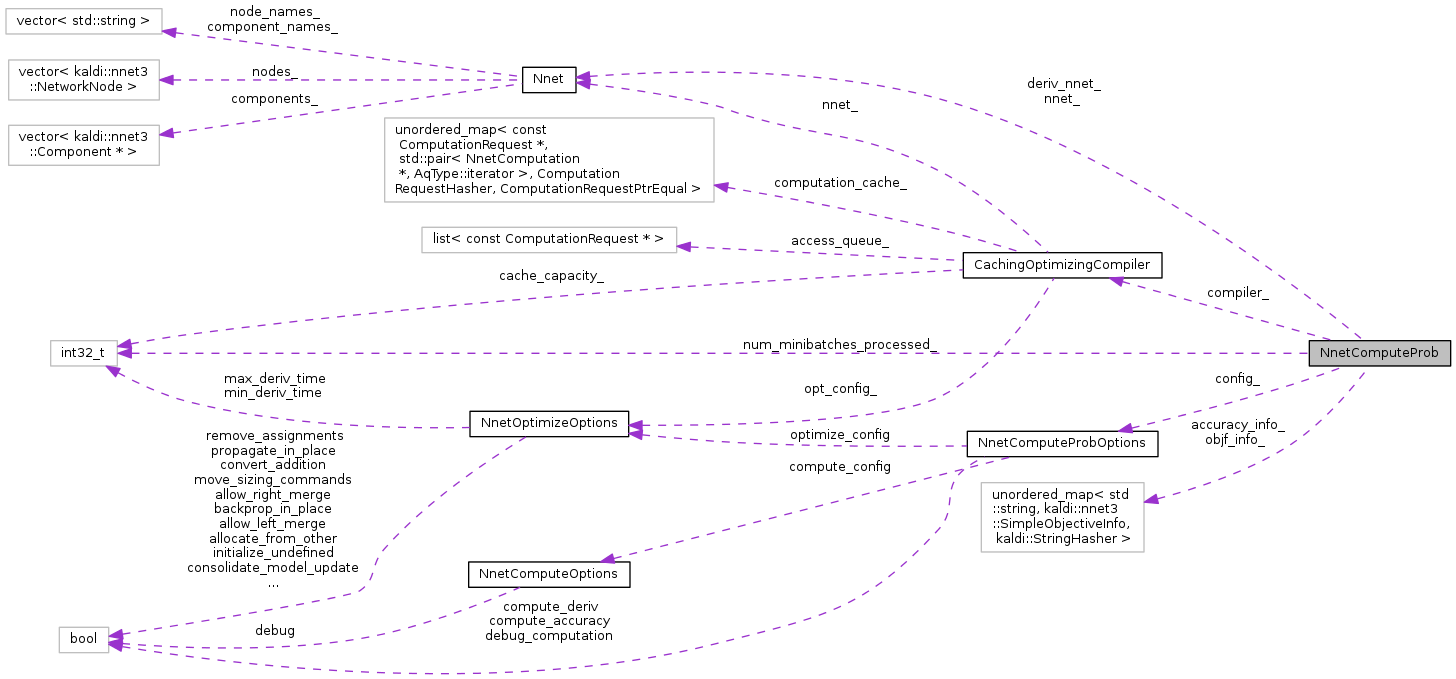 vector< std::string >
node_names_
component_names_
vector< kaldi::nnet3
::NetworkNode >
nodes_
components_
vector< kaldi::nnet3
::Component * >
Nnet
deriv_nnet_
nnet_
nnet_
unordered_map< const
ComputationRequest *,
std::pair< NnetComputation
*, AqType::iterator >, Computation
RequestHasher, ComputationRequestPtrEqual >
computation_cache_
list< const ComputationRequest * >
access_queue_
CachingOptimizingCompiler
cache_capacity_
compiler_
int32_t
num_minibatches_processed_
NnetComputeProb
max_deriv_time
min_deriv_time
opt_config_
config_
NnetOptimizeOptions
optimize_config
NnetComputeProbOptions
accuracy_info_
objf_info_
remove_assignments
propagate_in_place
convert_addition
move_sizing_commands
allow_right_merge
backprop_in_place
allow_left_merge
allocate_from_other
initialize_undefined
consolidate_model_update
...
compute_config
unordered_map< std
::string, kaldi::nnet3
::SimpleObjectiveInfo,
kaldi::StringHasher >
NnetComputeOptions
bool
debug
compute_deriv
compute_accuracy
debug_computation